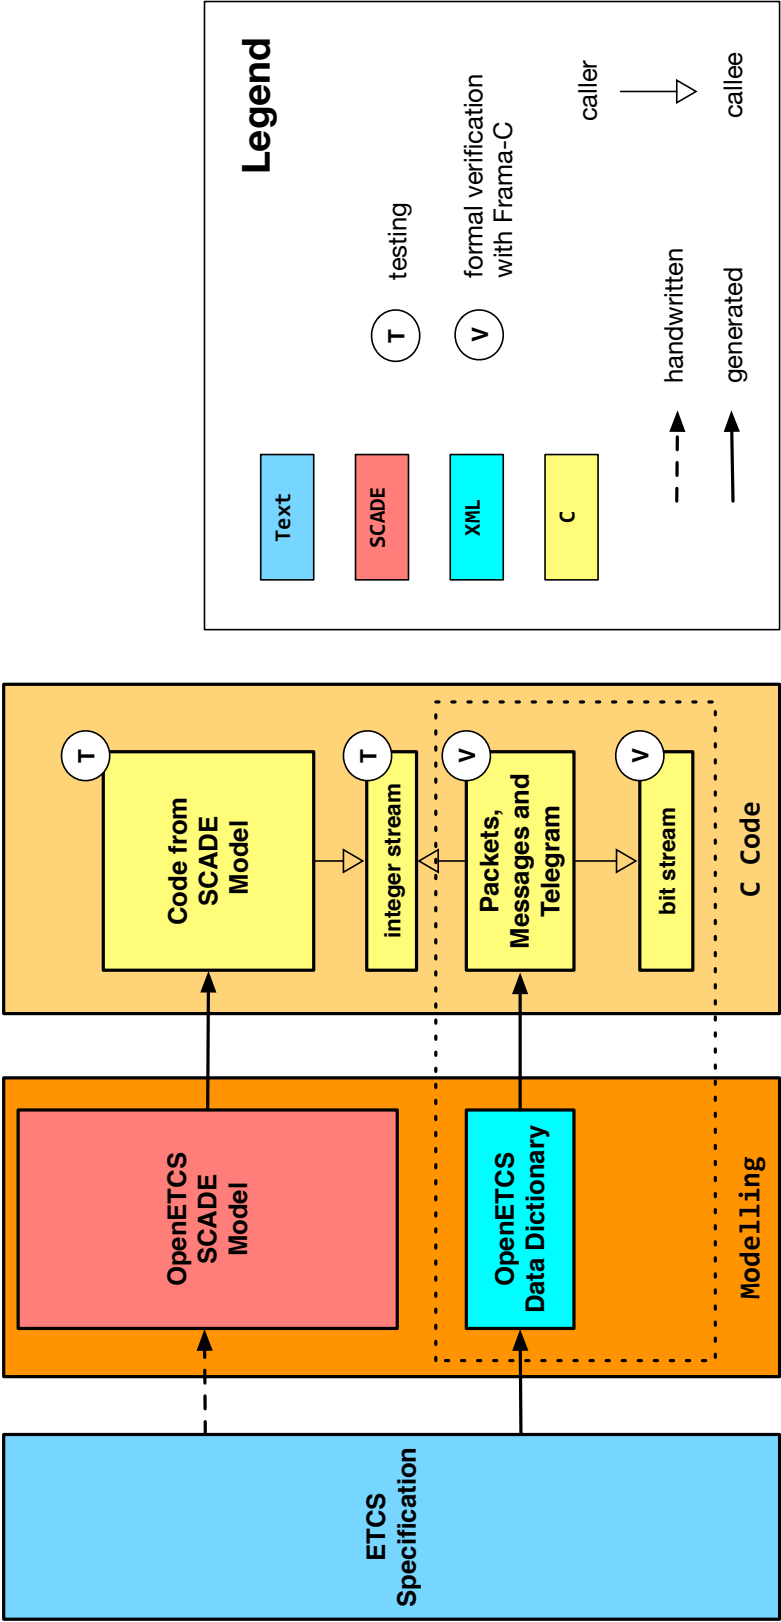 ETCS
Specification
OpenETCS
SCADE
Model
OpenETCS
Data Dictionary
Modelling
Code from
SCADE
Model
T
integer stream
T
Packets,
Messages and
Telegram
V
bit stream
V
C Code
Legend
Text
SCADE
XML
C
T
testing
V
formal verification
with Frama-C
handwritten
generated
caller
callee